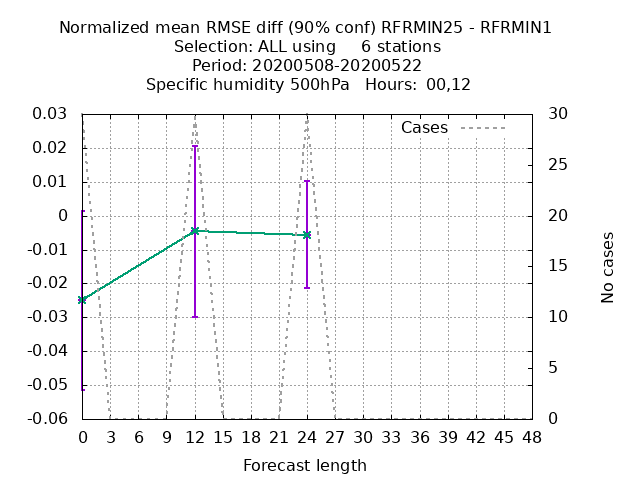 Normalized mean RMSE diff (90% conf) RFRMIN25 - RFRMIN1
Selection: ALL using 6 stations
Period: 20200508-20200522
Specific humidity 500hPa Hours: 00,12
Cases
0.03
0.02
0.01
0
-0.01
-0.02
-0.03
-0.04
-0.05
-0.06
30
25
20
15
10
5
0
No cases
0 3 6 9 12 15 18 21 24 27 30 33 36 39 42 45 48
Forecast length